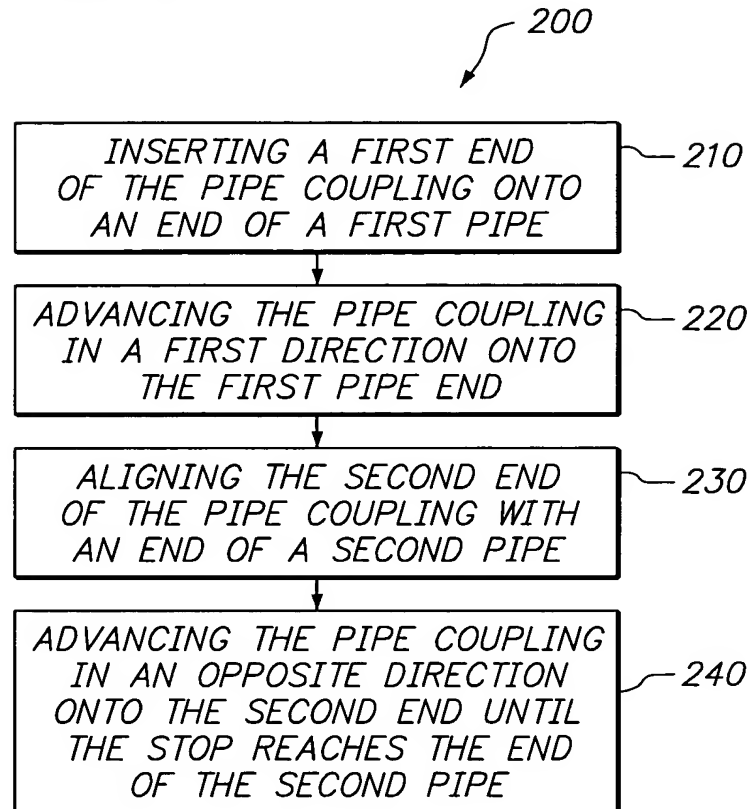 200
INSERTING A FIRST END
OF THE PIPE COUPLING ONTO
AN END OF A FIRST PIPE
210
ADVANCING THE PIPE COUPLING
IN A FIRST DIRECTION ONTO
THE FIRST PIPE END
220
ALIGNING THE SECOND END
OF THE PIPE COUPLING WITH
AN END OF A SECOND PIPE
230
ADVANCING THE PIPE COUPLING
IN AN OPPOSITE DIRECTION
ONTO THE SECOND END UNTIL
THE STOP REACHES THE END
OF THE SECOND PIPE
240